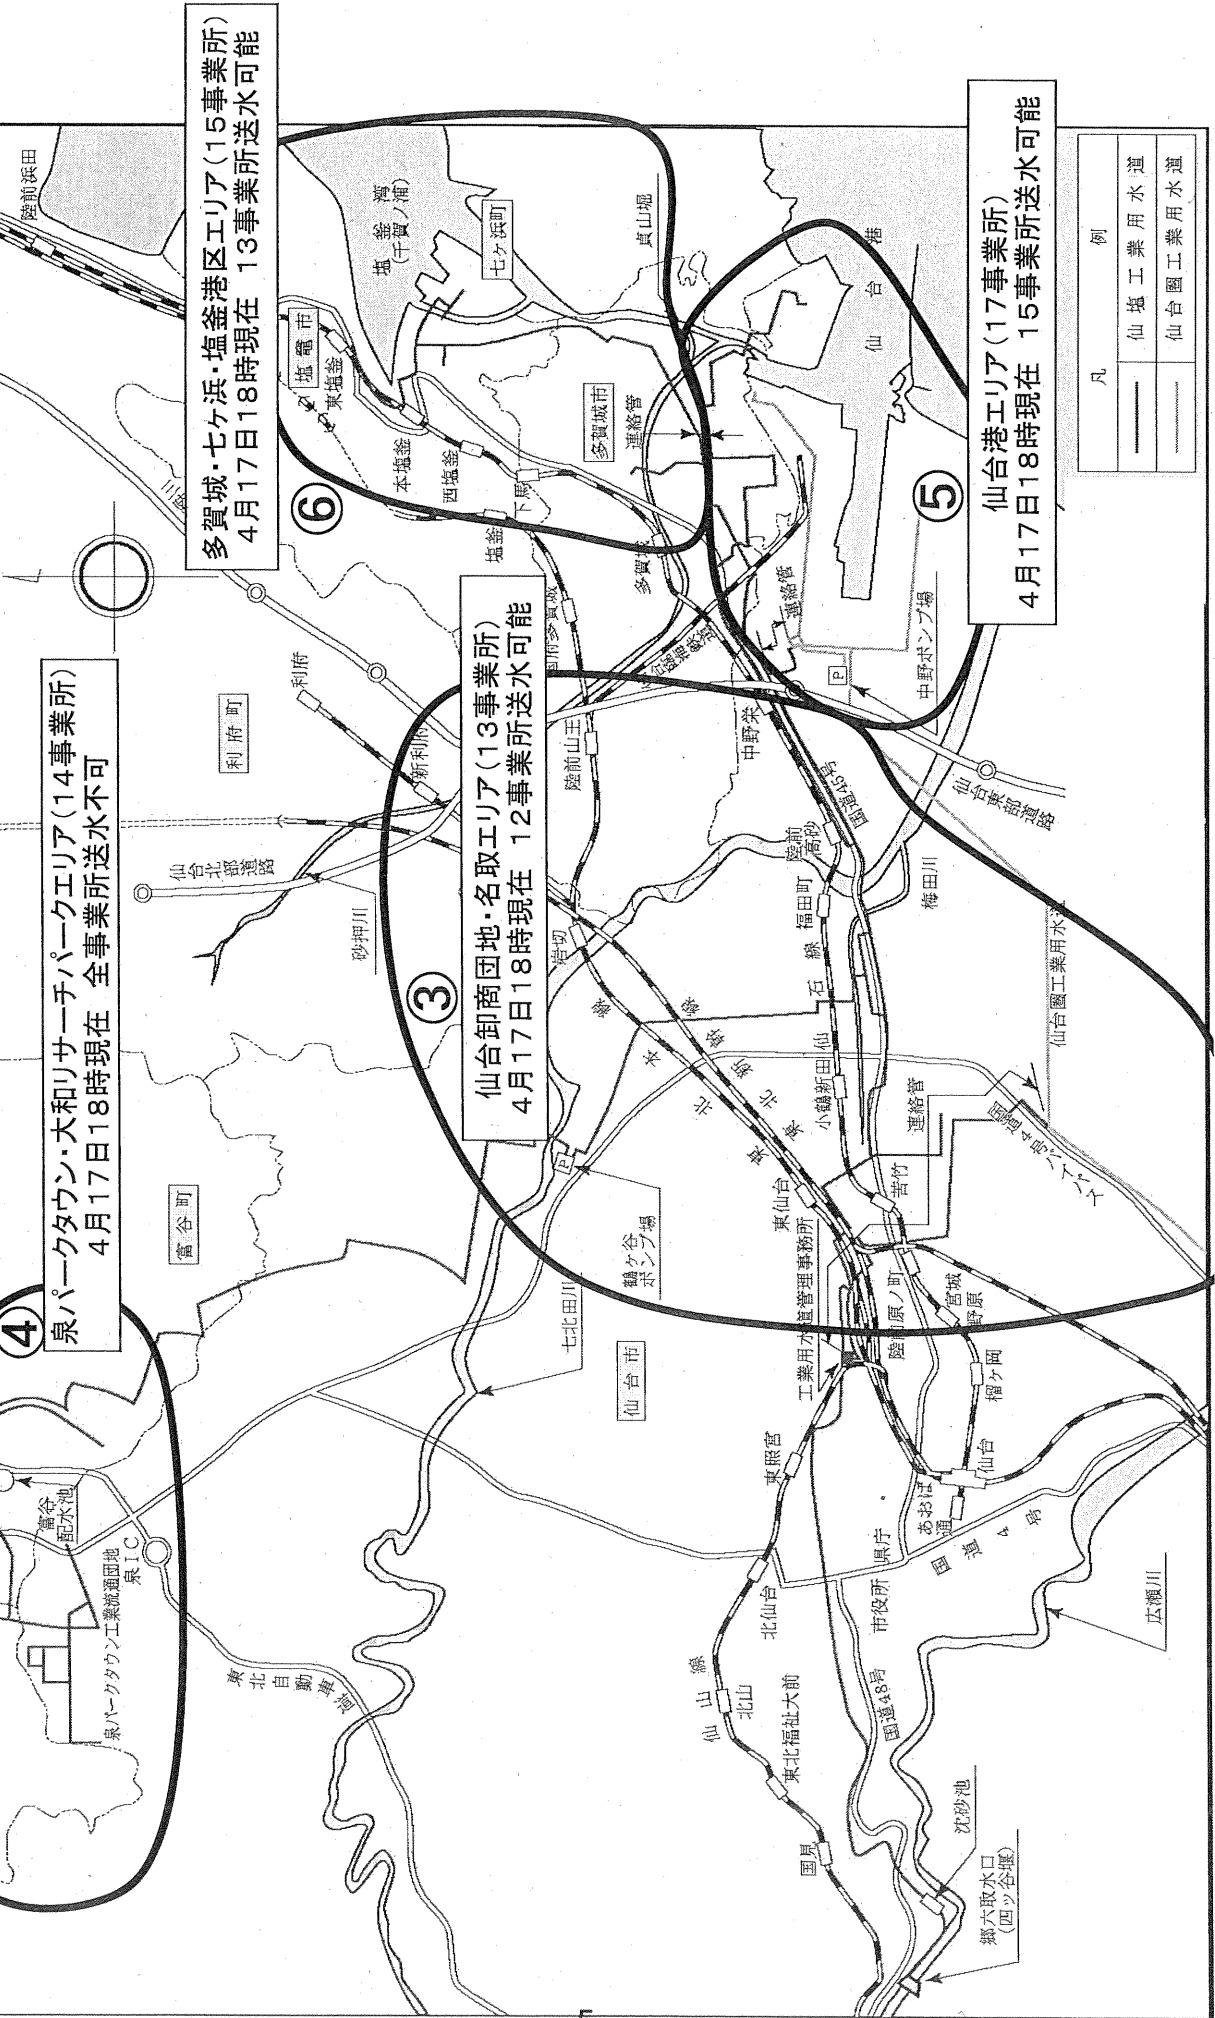 ④
泉パークタウン・大和リサーチパークエリア(14事業所)
4月17日18時現在 全事業所送水不可
多賀城・七ヶ浜・塩釜港区エリア(15事業所)
4月17日18時現在 13事業所送水可能
⑥
③
仙台卸商団地・名取エリア(13事業所)
4月17日18時現在 12事業所送水可能
⑤
仙台港エリア(17事業所)
4月17日18時現在 15事業所送水可能
凡例
仙塩工業用水道
仙台圏工業用水道
陸前浜田
塩釜湾
(千賀ノ浦)
七ヶ浜町
貞山堀
仙台港
塩竈市
東塩釜
本塩釜
西塩釜
下馬
塩釜
多賀城市
連絡管
多賀城
連絡管
中野ポンプ場
P
中野栄
国道45号
仙台東部道路
利府町
利府
新利府
陸前山王
仙台北部道路
砂押川
岩切
陸前
高砂
福田町
梅田川
仙石線
小鶴新田
東北本線
東北新幹線
仙台圏工業用水道
連絡管
国道4号バイパス
苦竹
東仙台
工業用水道管理事務所
陸前原ノ町
宮城
野原
榴ヶ岡
仙台
あおば
通
富谷町
P
鶴ヶ谷
ポンプ場
七北田川
仙台市
東照宮
北仙台
市役所
県庁
国道4号
広瀬川
富谷
配水池
泉IC
泉パークタウン工業流通団地
東北自動車道
仙山線
北山
東北福祉大前
国道48号
国見
沈砂池
郷六取水口
(四ッ谷堰)